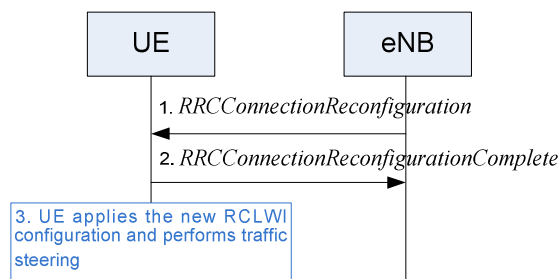 UE
eNB
1. RRCConnectionReconfiguration
2. RRCConnectionReconfigurationComplete
3. UE applies the new RCLWI
configuration and performs traffic
steering